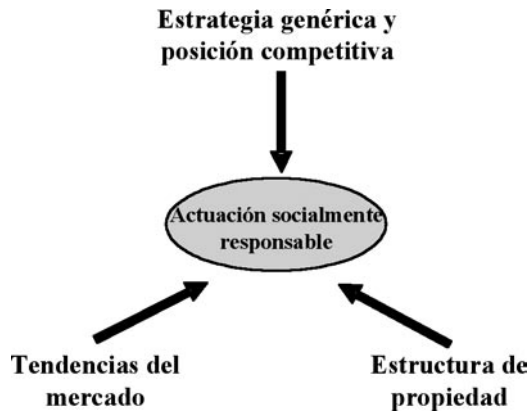 Estrategia genérica y
posición competitiva
Actuación socialmente
responsable
Tendencias del
mercado
Estructura de
propiedad